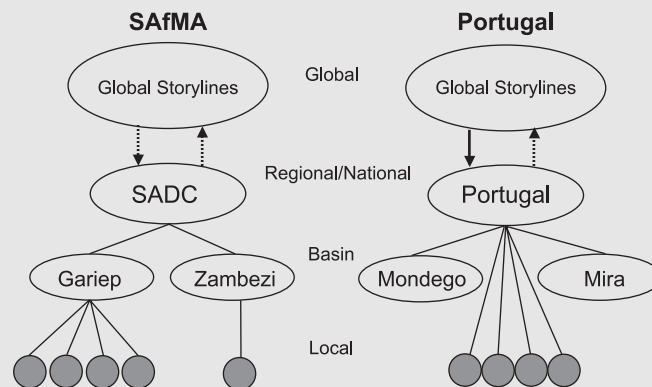 SAfMA
Portugal
Global Storylines
Global
Global Storylines
Regional/National
SADC
Portugal
Basin
Gariep
Zambezi
Mondego
Mira
Local